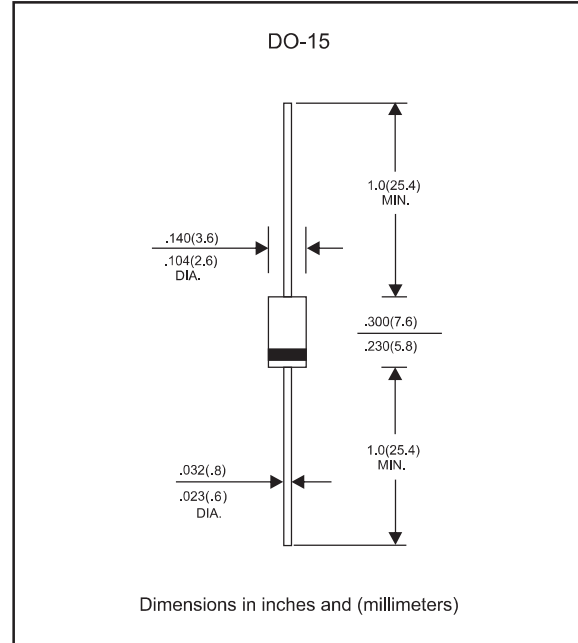 DO-15
1.0(25.4)
MIN.
.140(3.6)
.104(2.6)
DIA.
.300(7.6)
.230(5.8)
1.0(25.4)
MIN.
.032(.8)
.023(.6)
DIA.
Dimensions in inches and (millimeters)